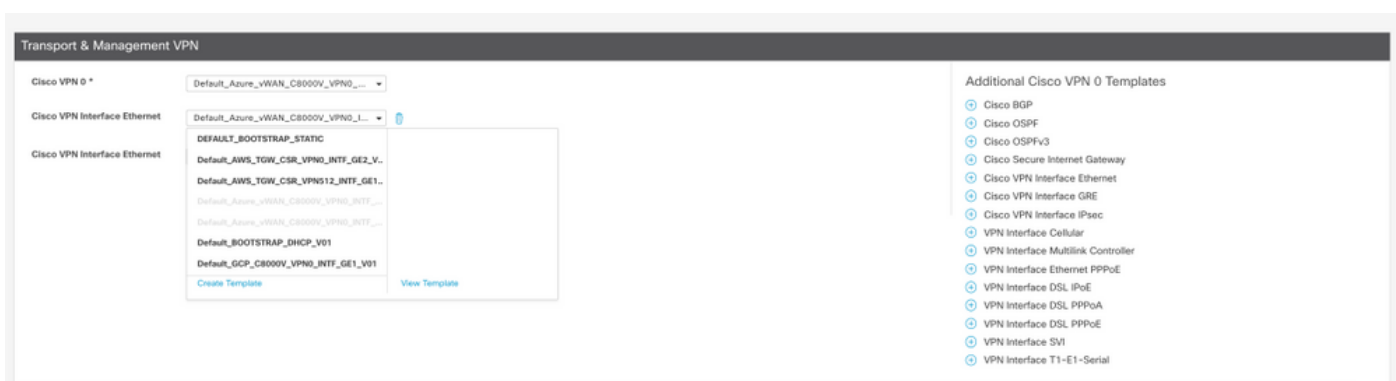 Transport & Management VPN
Cisco VPN 0 *
Default_Azure_vWAN_C8000V_VPN0_...
Cisco VPN Interface Ethernet
Default_Azure_vWAN_C8000V_VPN0_I...
DEFAULT_BOOTSTRAP_STATIC
Cisco VPN Interface Ethernet
Default_AWS_TGW_CSR_VPN0_INTF_GE2_V..
Default_AWS_TGW_CSR_VPN512_INTF_GE1..
Default_Azure_vWAN_C8000V_VPN0_INTF_...
Default_Azure_vWAN_C8000V_VPN0_INTF_...
Default_BOOTSTRAP_DHCP_V01
Default_GCP_C8000V_VPN0_INTF_GE1_V01
Create Template
View Template
Additional Cisco VPN 0 Templates
Cisco BGP
Cisco OSPF
Cisco OSPFv3
Cisco Secure Internet Gateway
Cisco VPN Interface Ethernet
Cisco VPN Interface GRE
Cisco VPN Interface IPsec
VPN Interface Cellular
VPN Interface Multilink Controller
VPN Interface Ethernet PPPoE
VPN Interface DSL IPoE
VPN Interface DSL PPPoA
VPN Interface DSL PPPoE
VPN Interface SVI
VPN Interface T1-E1-Serial